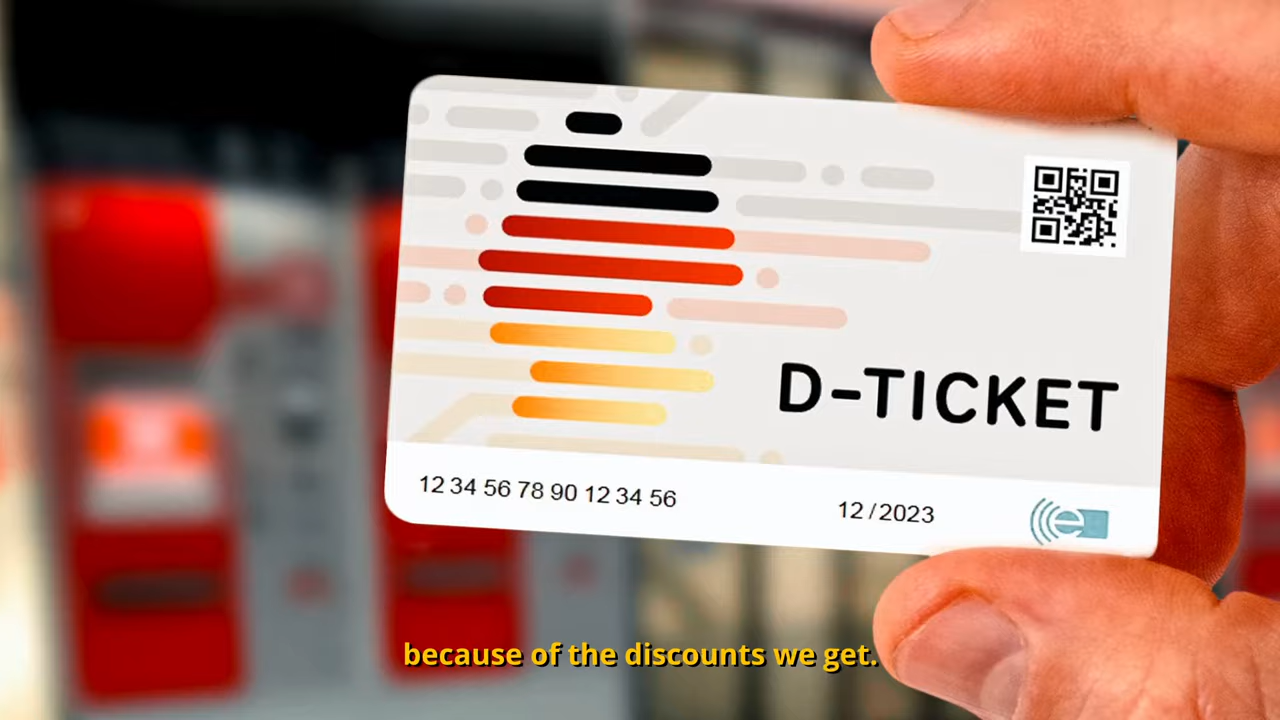 D-TICKET
12 34 56 78 90 12 34 56
12/2023
e
because of the discounts we get.